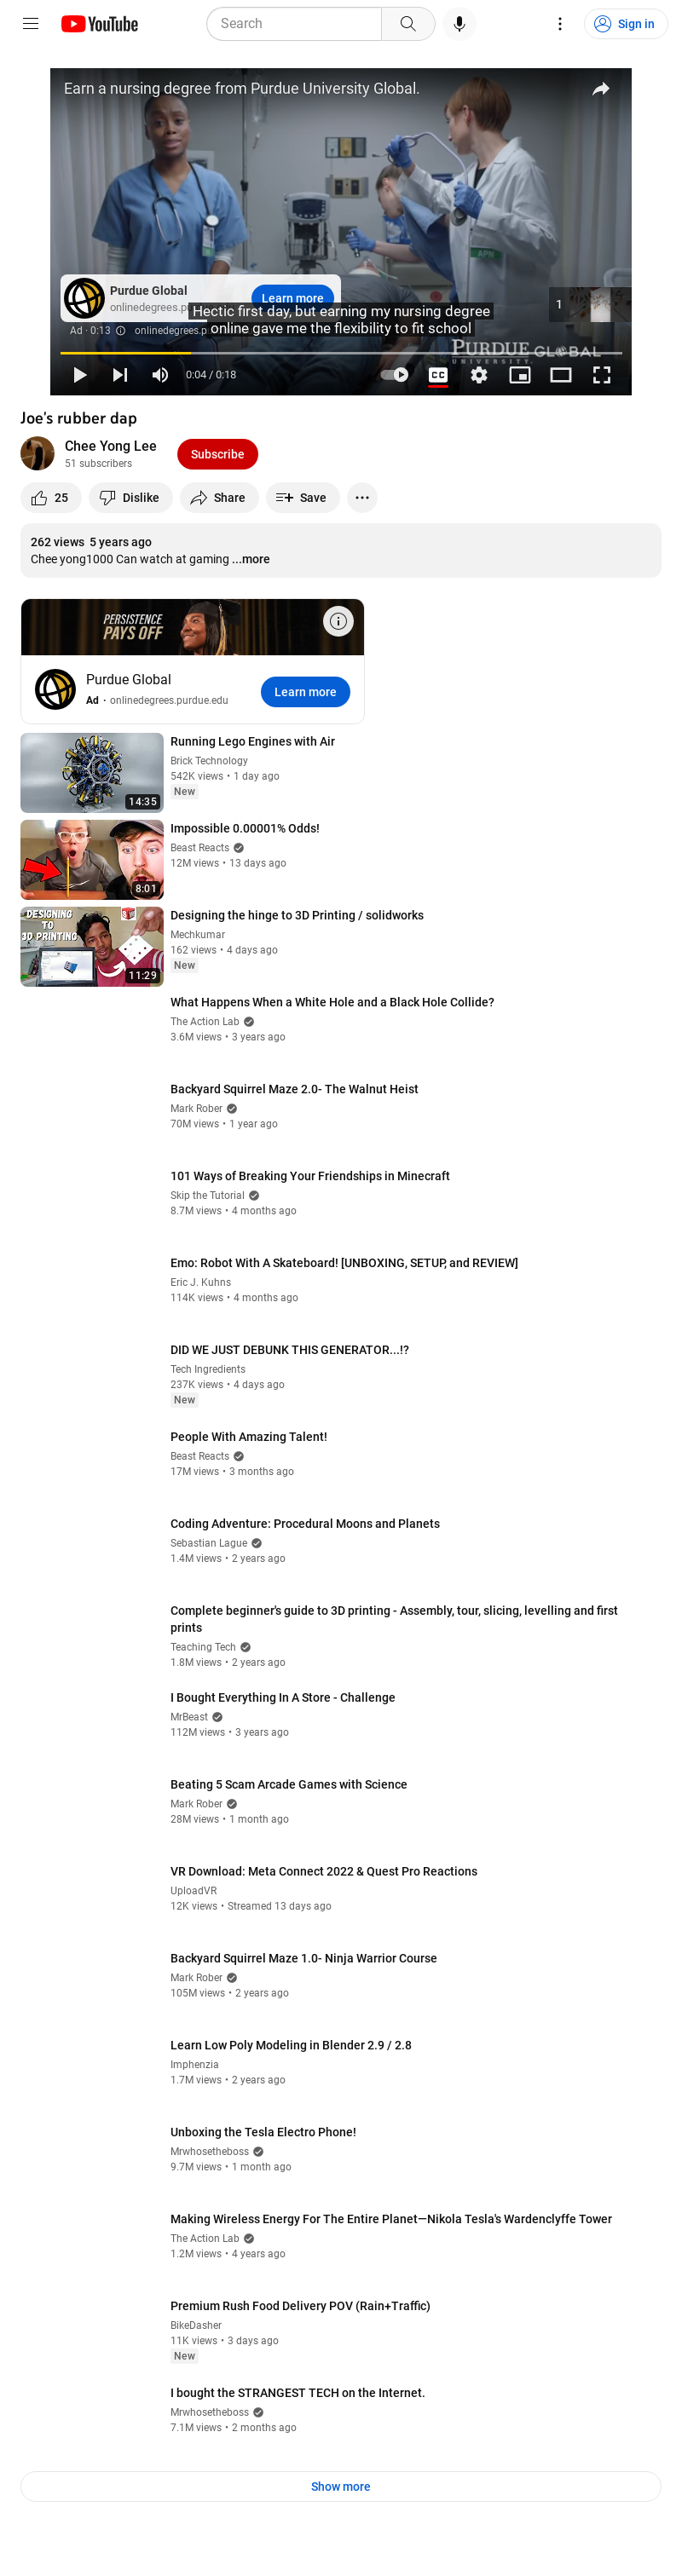 YouTube
Search
Sign in
Earn a nursing degree from Purdue University Global.
APN
Purdue Global
onlinedegrees.p
Learn more
1
Hectic first day, but earning my nursing degree
online gave me the flexibility to fit school
Ad · 0:13
onlinedegrees.p
PURDUE GLOBAL
UNIVERSITY
0:04 / 0:18
CC
Joe's rubber dap
Chee Yong Lee
51 subscribers
Subscribe
25
Dislike
Share
Save
262 views 5 years ago
Chee yong1000 Can watch at gaming ...more
PERSISTENCE
PAYS OFF
Purdue Global
Ad · onlinedegrees.purdue.edu
Learn more
14:35
Running Lego Engines with Air
Brick Technology
542K views • 1 day ago
New
8:01
Impossible 0.00001% Odds!
Beast Reacts
12M views • 13 days ago
DESIGNING
TO
3D PRINTING
11:29
Designing the hinge to 3D Printing / solidworks
Mechkumar
162 views • 4 days ago
New
What Happens When a White Hole and a Black Hole Collide?
The Action Lab
3.6M views • 3 years ago
Backyard Squirrel Maze 2.0- The Walnut Heist
Mark Rober
70M views • 1 year ago
101 Ways of Breaking Your Friendships in Minecraft
Skip the Tutorial
8.7M views • 4 months ago
Emo: Robot With A Skateboard! [UNBOXING, SETUP, and REVIEW]
Eric J. Kuhns
114K views • 4 months ago
DID WE JUST DEBUNK THIS GENERATOR...!?
Tech Ingredients
237K views • 4 days ago
New
People With Amazing Talent!
Beast Reacts
17M views • 3 months ago
Coding Adventure: Procedural Moons and Planets
Sebastian Lague
1.4M views • 2 years ago
Complete beginner's guide to 3D printing - Assembly, tour, slicing, levelling and first
prints
Teaching Tech
1.8M views • 2 years ago
I Bought Everything In A Store - Challenge
MrBeast
112M views • 3 years ago
Beating 5 Scam Arcade Games with Science
Mark Rober
28M views • 1 month ago
VR Download: Meta Connect 2022 & Quest Pro Reactions
UploadVR
12K views • Streamed 13 days ago
Backyard Squirrel Maze 1.0- Ninja Warrior Course
Mark Rober
105M views • 2 years ago
Learn Low Poly Modeling in Blender 2.9 / 2.8
Imphenzia
1.7M views • 2 years ago
Unboxing the Tesla Electro Phone!
Mrwhosetheboss
9.7M views • 1 month ago
Making Wireless Energy For The Entire Planet—Nikola Tesla's Wardenclyffe Tower
The Action Lab
1.2M views • 4 years ago
Premium Rush Food Delivery POV (Rain+Traffic)
BikeDasher
11K views • 3 days ago
New
I bought the STRANGEST TECH on the Internet.
Mrwhosetheboss
7.1M views • 2 months ago
Show more